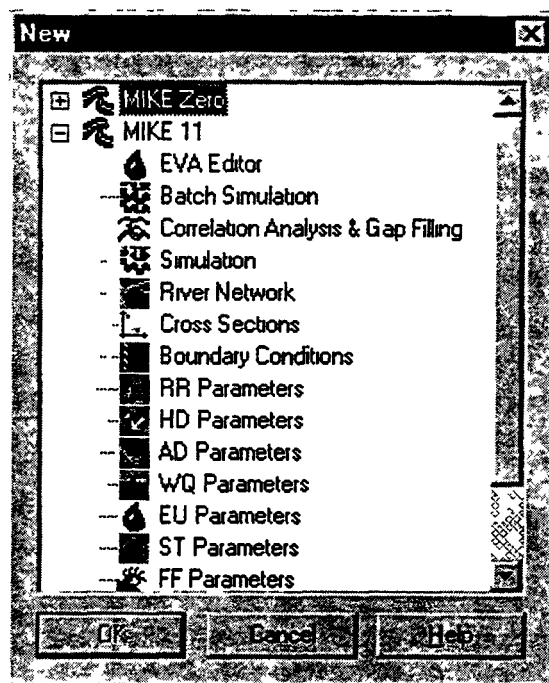 New
MIKE Zero
MIKE 11
EVA Editor
Batch Simulation
Correlation Analysis & Gap Filling
Simulation
River Network
Cross Sections
Boundary Conditions
RR Parameters
HD Parameters
AD Parameters
WQ Parameters
EU Parameters
ST Parameters
FF Parameters
OK Cancel Help